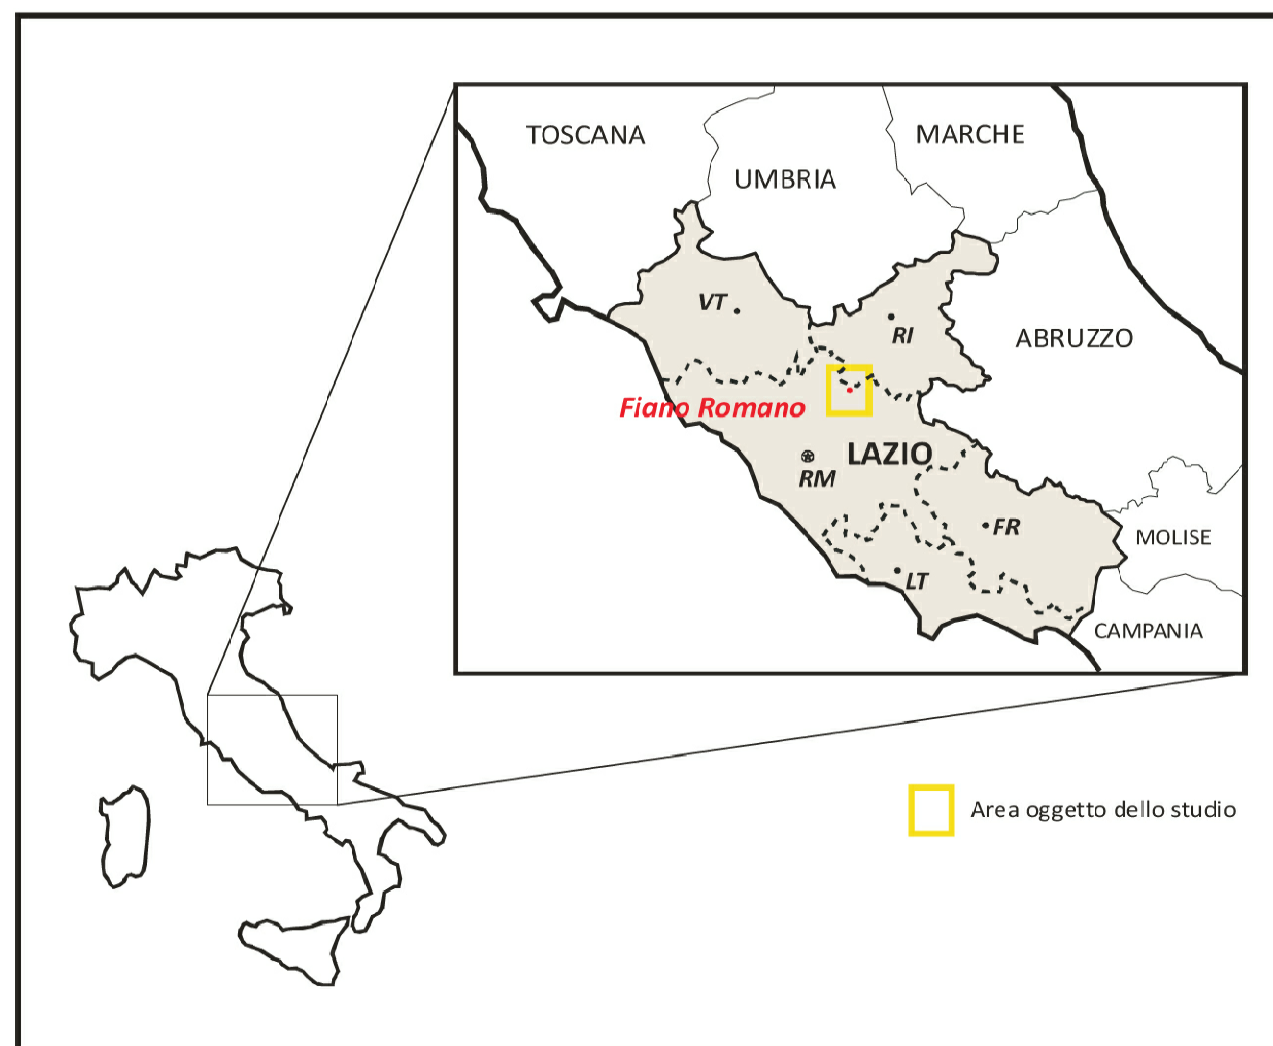 TOSCANA
MARCHE
UMBRIA
VT
RI
ABRUZZO
Fiano Romano
LAZIO
RM
FR
MOLISE
LT
CAMPANIA
Area oggetto dello studio